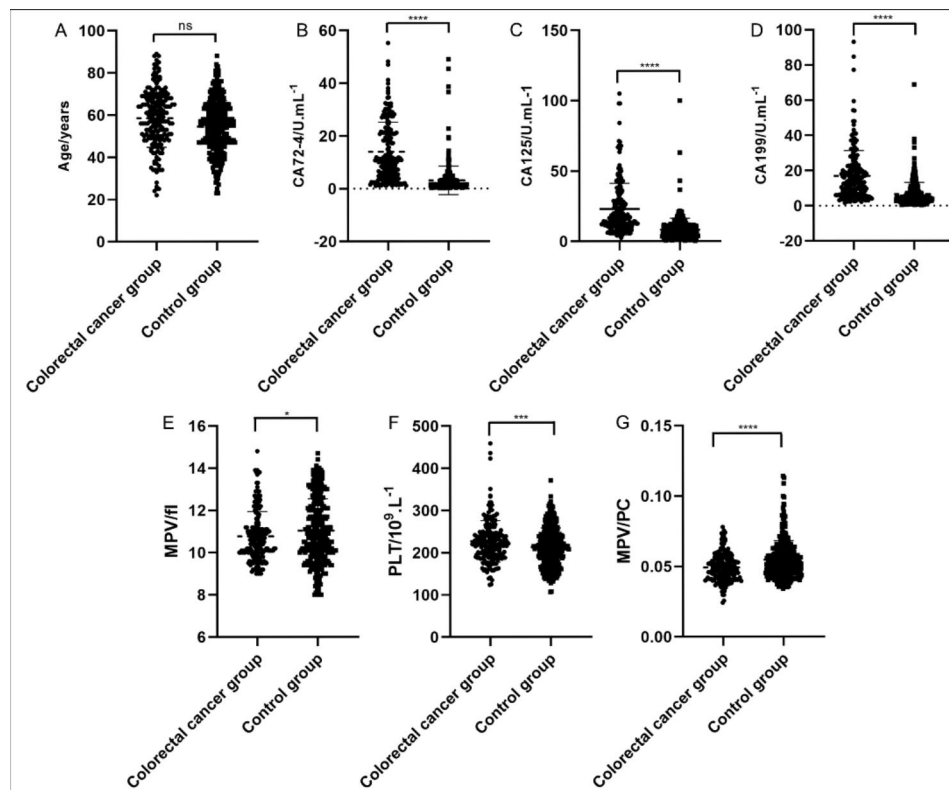 A
ns
Age/years
100
80
60
40
20
0
Colorectal cancer group
Control group
B
****
CA72-4/U.mL⁻¹
60
40
20
0
-20
Colorectal cancer group
Control group
C
****
CA125/U.mL-1
150
100
50
0
Colorectal cancer group
Control group
D
****
CA199/U.mL⁻¹
100
80
60
40
20
0
-20
Colorectal cancer group
Control group
E
*
MPV/fl
16
14
12
10
8
6
Colorectal cancer group
Control group
F
***
PLT/10⁹.L⁻¹
500
400
300
200
100
0
Colorectal cancer group
Control group
G
****
MPV/PC
0.15
0.10
0.05
0.00
Colorectal cancer group
Control group